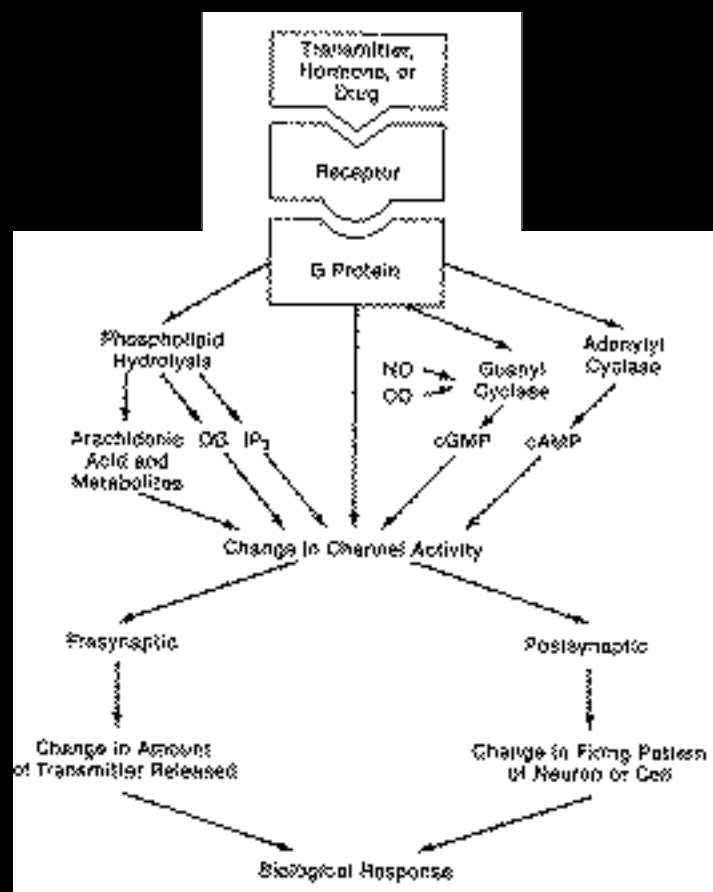 Transmitter,
Hormone, or
Drug
Receptor
G Protein
Phospholipid
Hydrolysis
Adenylyl
Cyclase
NO
CO
Guanyl
Cyclase
Arachidonic
Acid and
Metabolites
DG
IP3
cGMP
cAMP
Change in Channel Activity
Presynaptic
Postsynaptic
Change in Amount
of Transmitter Released
Change in Firing Pattern
of Neuron or Cell
Biological Response